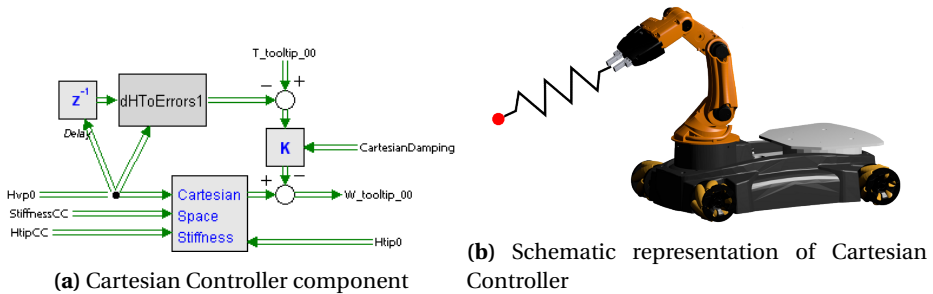 T_tooltip_00
z-1
dHToErrors1
Delay
K
CartesianDamping
Hvp0
StiffnessCC
HtipCC
Cartesian
Space
Stiffness
W_tooltip_00
Htip0
(a) Cartesian Controller component
(b) Schematic representation of Cartesian
Controller